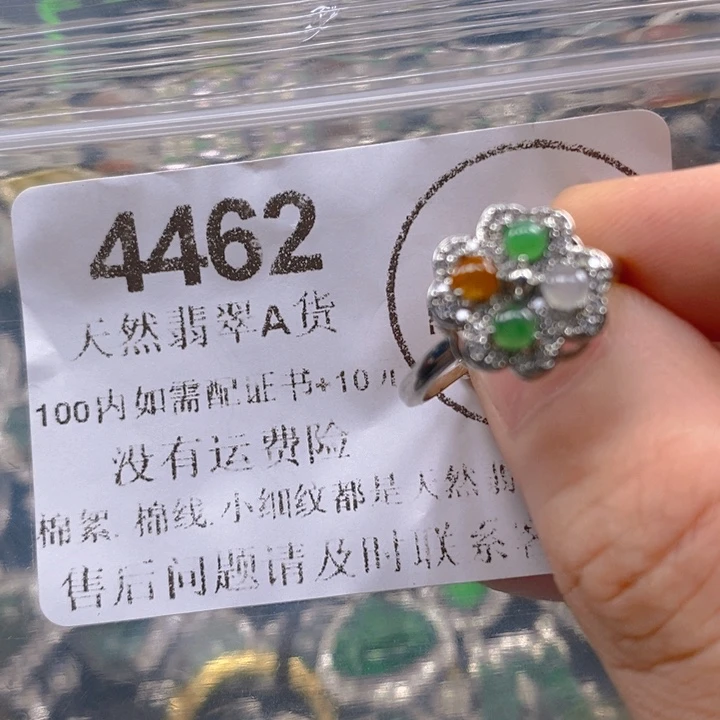 4462
天然翡翠A货
100内如需配证书+10
没有运费险
棉絮.棉线.小细纹都是天然
售后问题请及时联系